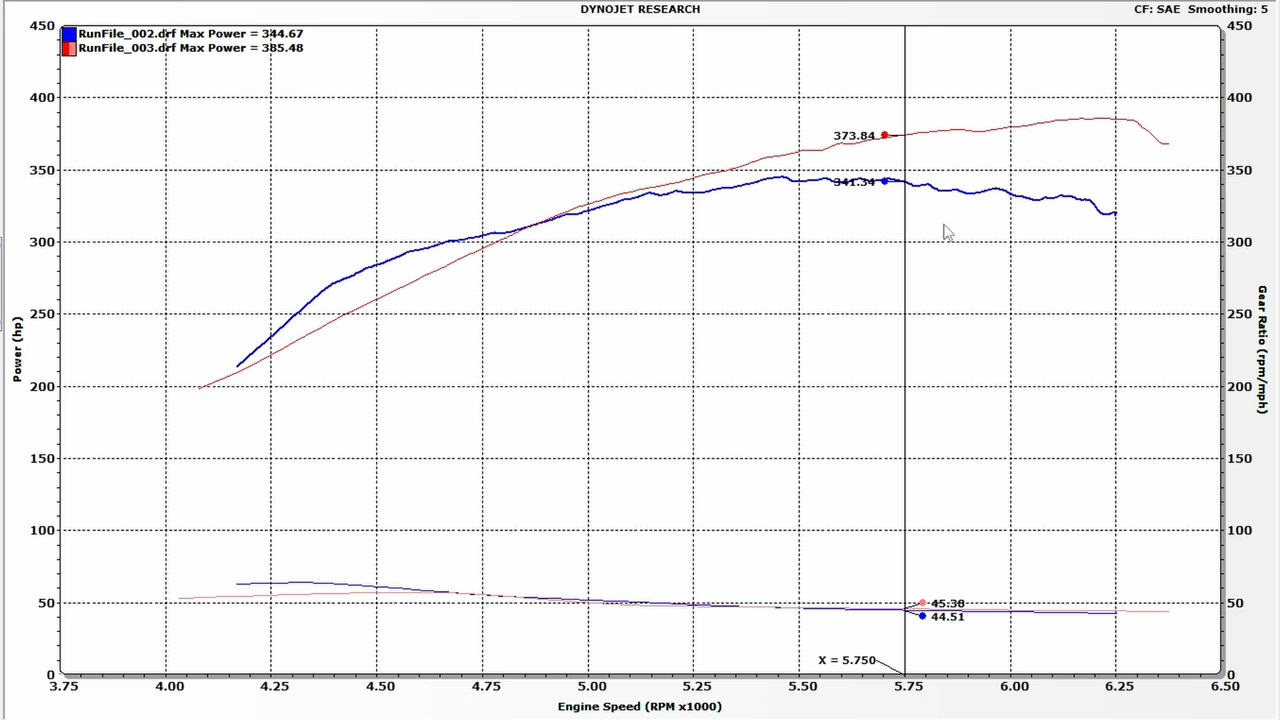 DYNOJET RESEARCH
CF: SAE Smoothing: 5
RunFile_002.drf Max Power = 344.67
RunFile_003.drf Max Power = 385.48
450
400
350
300
250
200
150
100
50
0
Power (hp)
450
400
350
300
250
200
150
100
50
0
Gear Ratio (rpm/mph)
373.84
341.34
45.38
44.51
X = 5.750
3.75 4.00 4.25 4.50 4.75 5.00 5.25 5.50 5.75 6.00 6.25 6.50
Engine Speed (RPM x1000)